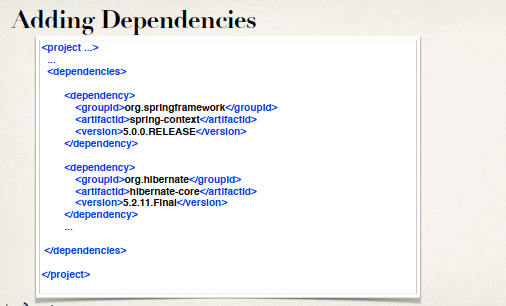 Adding Dependencies
<project ...>
...
<dependencies>
<dependency>
<groupId>org.springframework</groupId>
<artifactId>spring-context</artifactId>
<version>5.0.0.RELEASE</version>
</dependency>
<dependency>
<groupId>org.hibernate</groupId>
<artifactId>hibernate-core</artifactId>
<version>5.2.11.Final</version>
</dependency>
...
</dependencies>
</project>